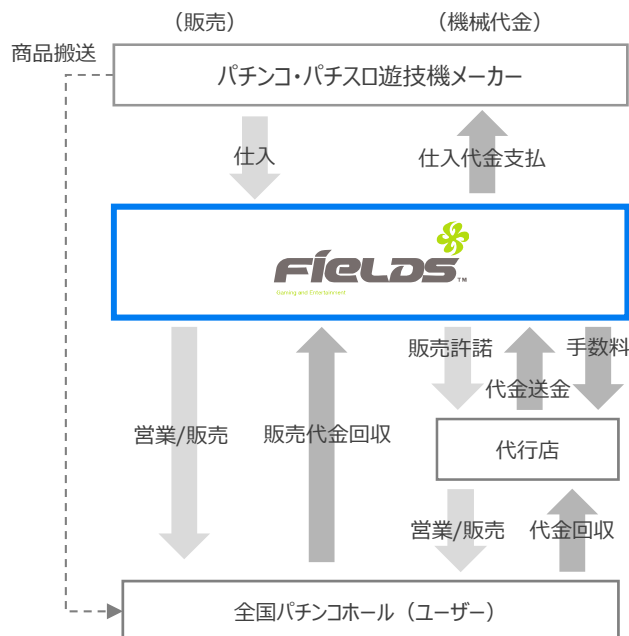 （販売）
（機械代金）
商品搬送
パチンコ・パチスロ遊技機メーカー
仕入
仕入代金支払
FIELDS™
Gaming and Entertainment
販売許諾
手数料
代金送金
営業/販売
販売代金回収
代行店
営業/販売
代金回収
全国パチンコホール（ユーザー）